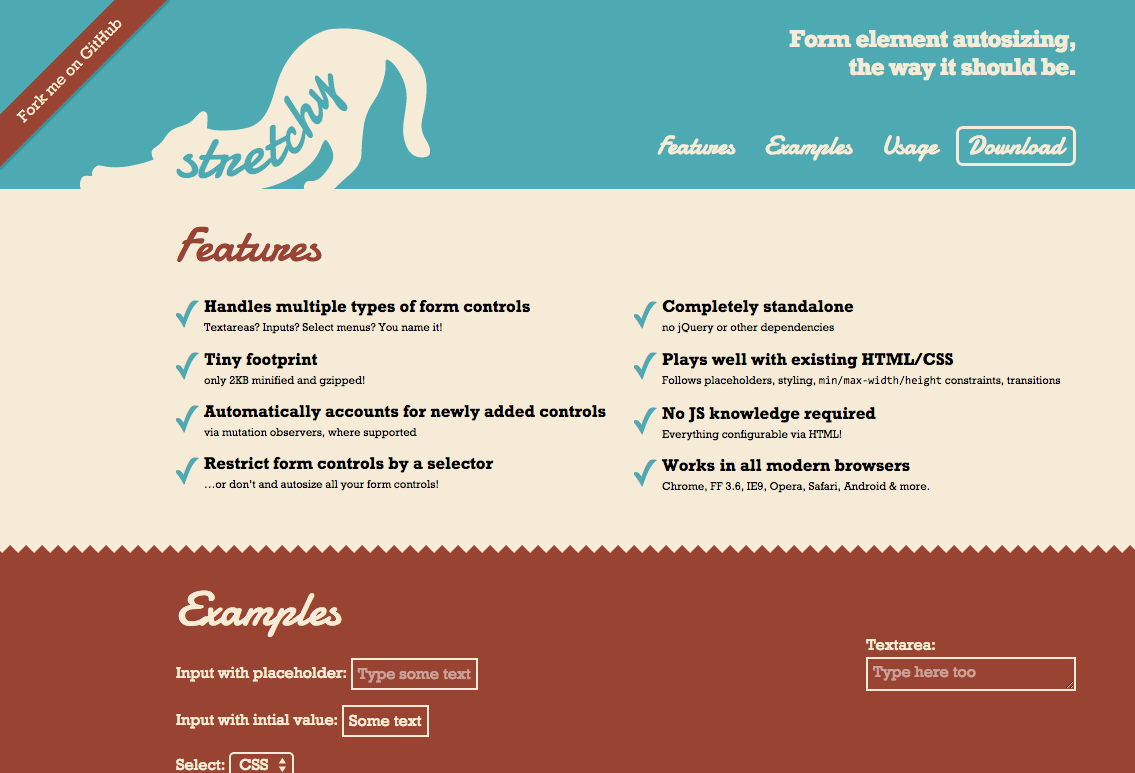 Fork me on GitHub
stretchy
Form element autosizing,
the way it should be.
Features
Examples
Usage
Download
Features
Handles multiple types of form controls
Textareas? Inputs? Select menus? You name it!
Tiny footprint
only 2KB minified and gzipped!
Automatically accounts for newly added controls
via mutation observers, where supported
Restrict form controls by a selector
…or don't and autosize all your form controls!
Completely standalone
no jQuery or other dependencies
Plays well with existing HTML/CSS
Follows placeholders, styling, min/max-width/height constraints, transitions
No JS knowledge required
Everything configurable via HTML!
Works in all modern browsers
Chrome, FF 3.6, IE9, Opera, Safari, Android & more.
Examples
Input with placeholder: Type some text
Input with intial value: Some text
Select: CSS
Textarea:
Type here too